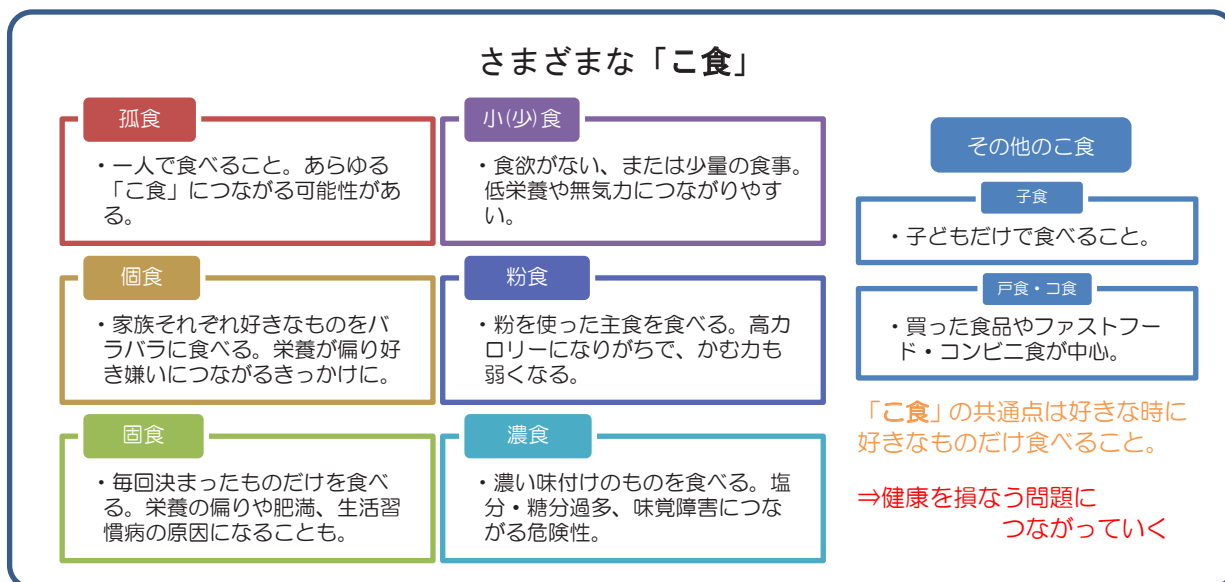 さまざまな「こ食」
孤食
・一人で食べること。あらゆる
「こ食」につながる可能性があ
る。
小(少)食
・食欲がない、または少量の食事。
低栄養や無気力につながりやす
い。
個食
・家族それぞれ好きなものをバ
ラバラに食べる。栄養が偏り好
き嫌いにつながるきっかけに。
粉食
・粉を使った主食を食べる。高カ
ロリーになりがちで、かむ力も
弱くなる。
固食
・毎回決まったものだけを食べ
る。栄養の偏りや肥満、生活習
慣病の原因になることも。
濃食
・濃い味付けのものを食べる。塩
分・糖分過多、味覚障害につな
がる危険性。
その他のこ食
子食
・子どもだけで食べること。
戸食・コ食
・買った食品やファストフー
ド・コンビニ食が中心。
「こ食」の共通点は好きな時に
好きなものだけ食べること。
⇒健康を損なう問題に
つながっていく